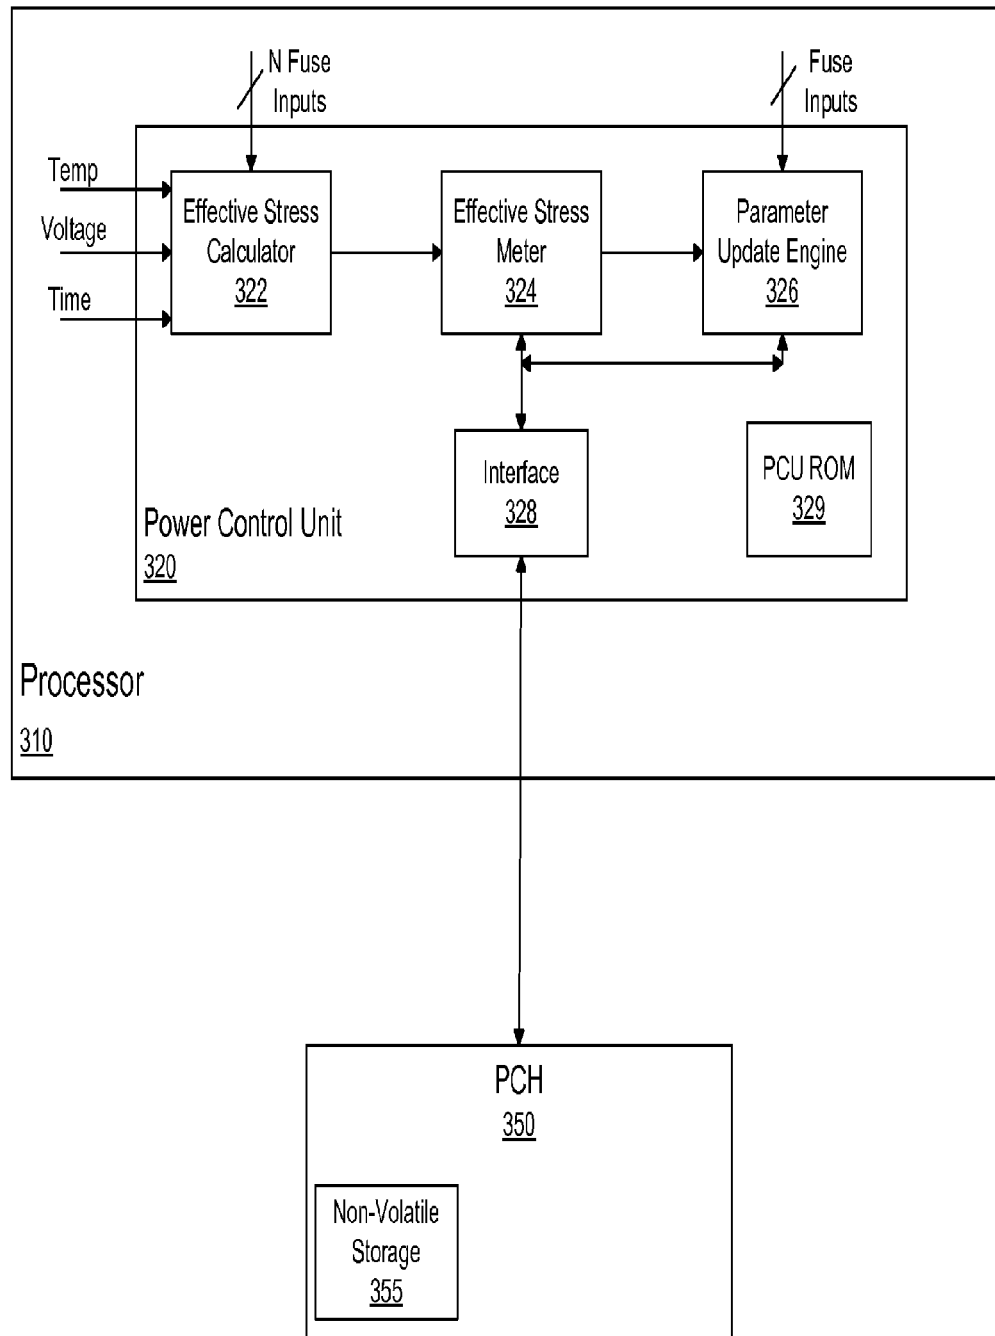 N Fuse
Inputs
Fuse
Inputs
Temp
Voltage
Time
Effective Stress
Calculator
322
Effective Stress
Meter
324
Parameter
Update Engine
326
Interface
328
PCU ROM
329
Power Control Unit
320
Processor
310
PCH
350
Non-Volatile
Storage
355